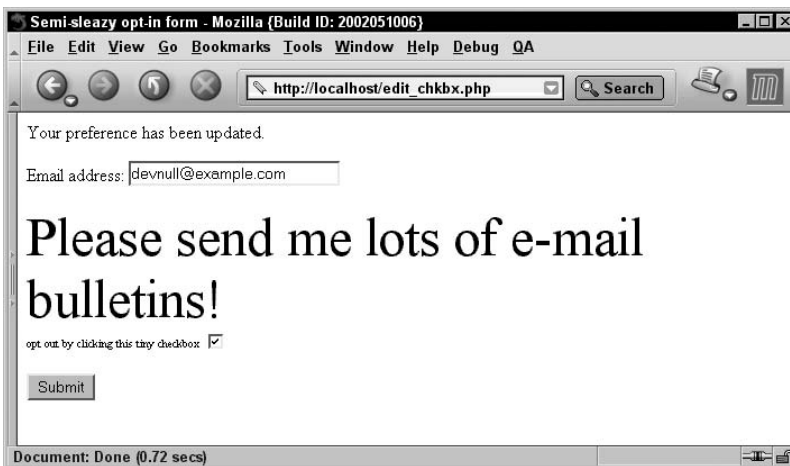 Semi-sleazy opt-in form - Mozilla {Build ID: 2002051006}
File Edit View Go Bookmarks Tools Window Help Debug QA
http://localhost/edit_chkbx.php Search
Your preference has been updated.
Email address: devnull@example.com
Please send me lots of e-mail
bulletins!
opt out by clicking this tiny checkbox
Submit
Document: Done (0.72 secs)